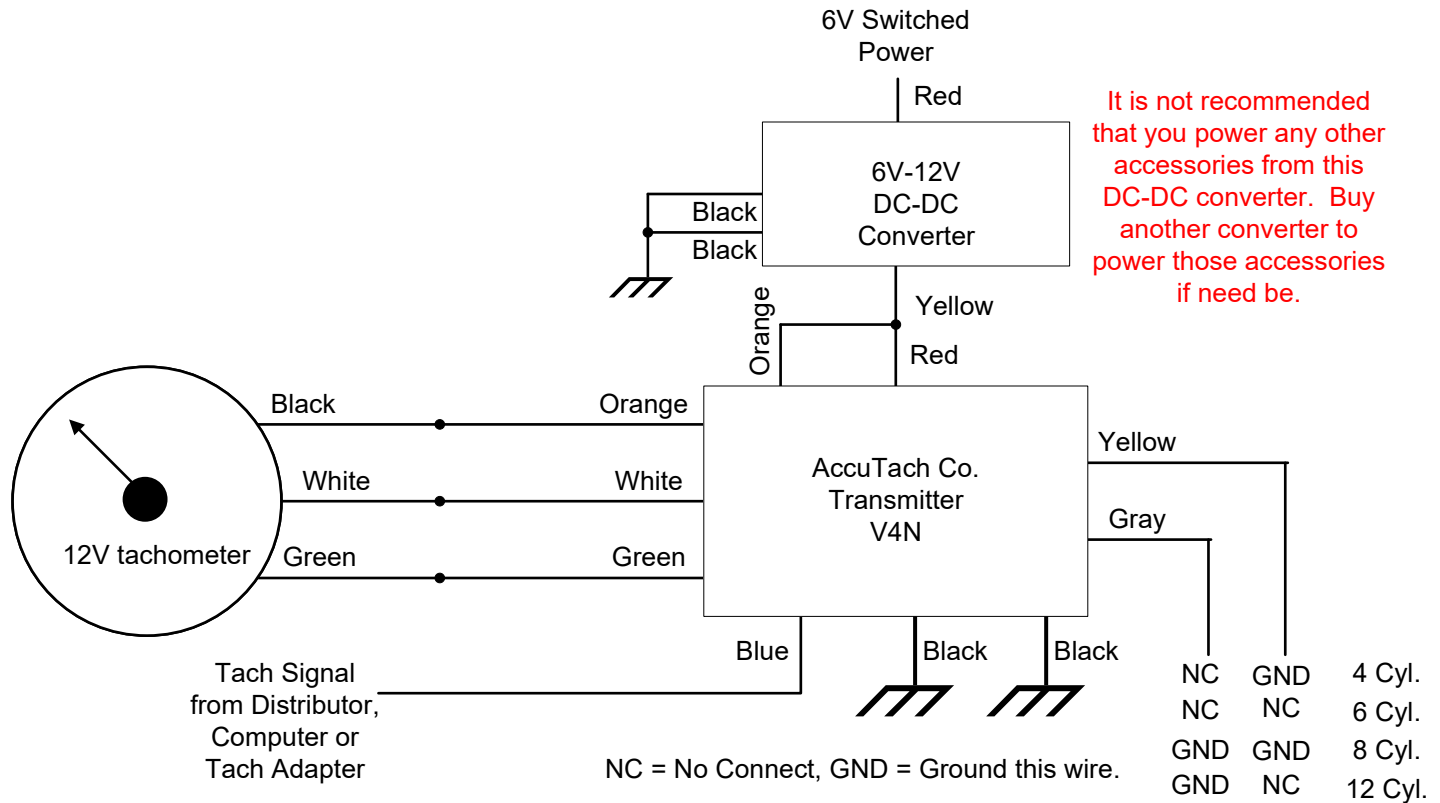 6V Switched
Power
Red
It is not recommended
that you power any other
accessories from this
DC-DC converter.  Buy
another converter to
power those accessories
if need be.
6V-12V
DC-DC
Converter
Black
Black
Orange
Yellow
Red
Black
Orange
White
White
Green
Green
12V tachometer
AccuTach Co.
Transmitter
V4N
Yellow
Gray
Blue
Black
Black
Tach Signal
from Distributor,
Computer or
Tach Adapter
NC = No Connect, GND = Ground this wire.
NC GND 4 Cyl.
NC NC 6 Cyl.
GND GND 8 Cyl.
GND NC 12 Cyl.